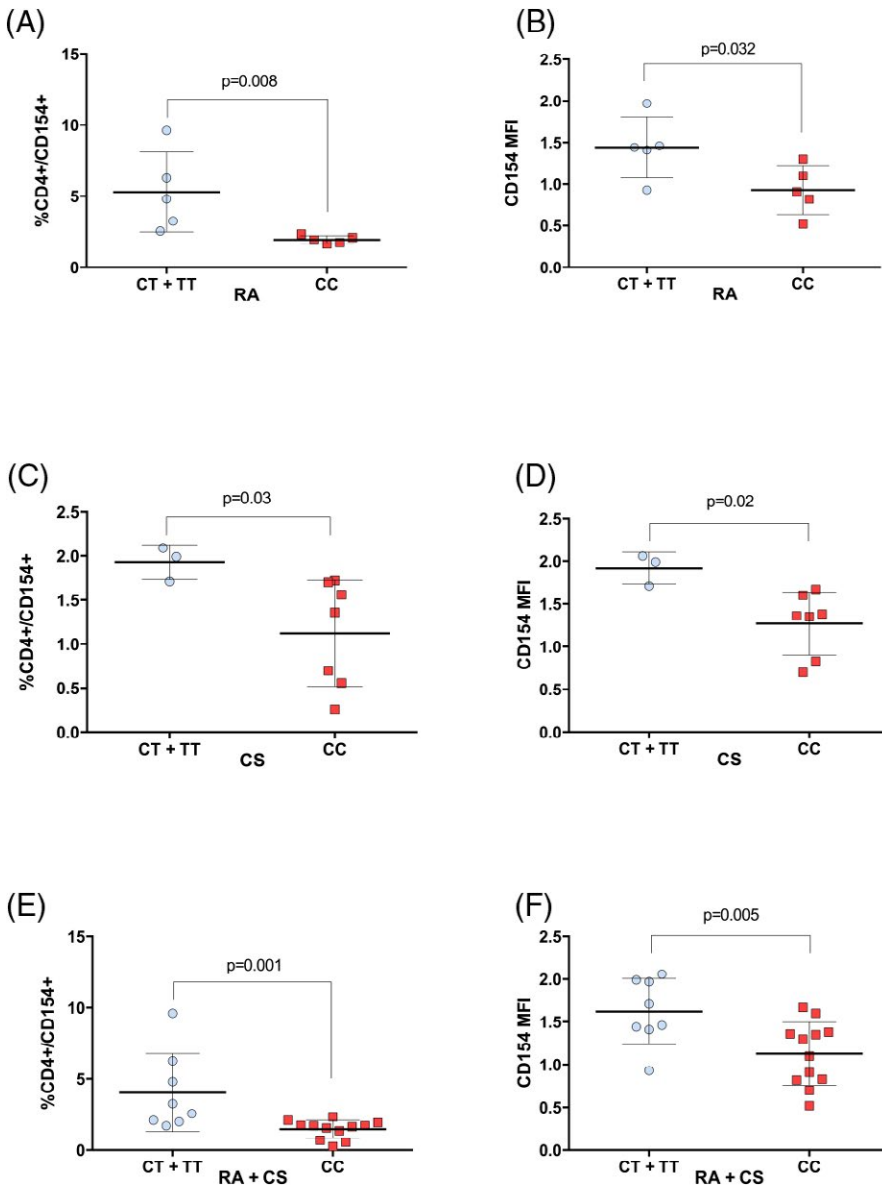 (A)
15
10
5
0
%CD4+/CD154+
p=0.008
CT + TT
CC
RA
(B)
2.5
2.0
1.5
1.0
0.5
0.0
CD154 MFI
p=0.032
CT + TT
CC
RA
(C)
2.5
2.0
1.5
1.0
0.5
0.0
%CD4+/CD154+
p=0.03
CT + TT
CC
CS
(D)
2.5
2.0
1.5
1.0
0.5
0.0
CD154 MFI
p=0.02
CT + TT
CC
CS
(E)
15
10
5
0
%CD4+/CD154+
p=0.001
CT + TT
CC
RA + CS
(F)
2.5
2.0
1.5
1.0
0.5
0.0
CD154 MFI
p=0.005
CT + TT
CC
RA + CS